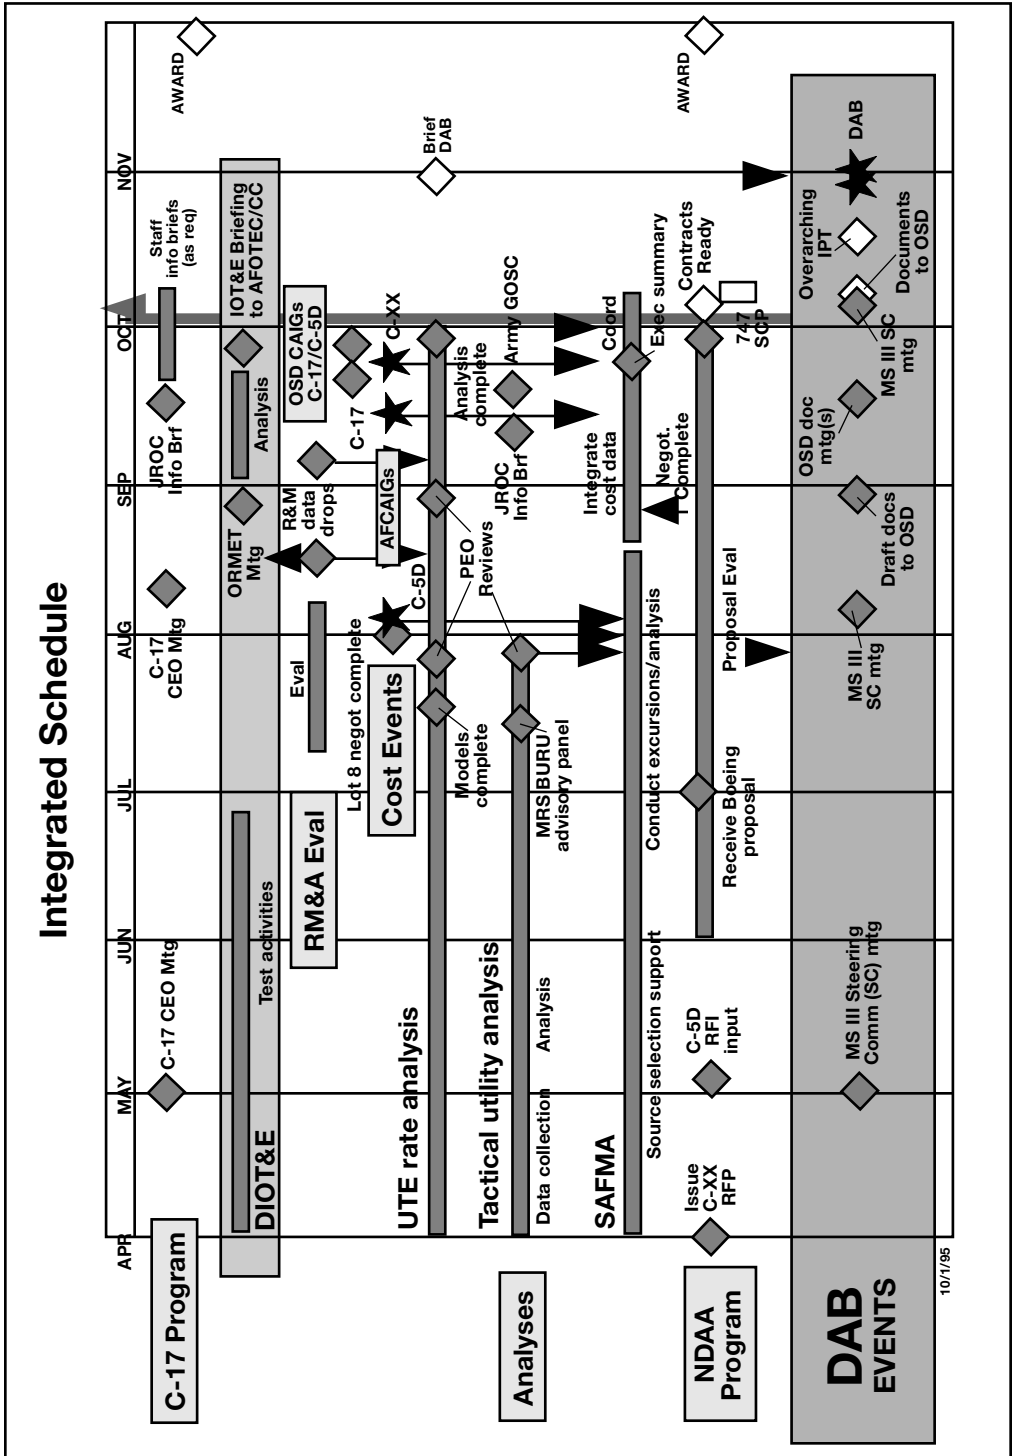 Integrated Schedule
APR
MAY
JUN
JUL
AUG
SEP
OCT
NOV
C-17 Program
C-17 CEO Mtg
C-17
CEO Mtg
JROC
Info Brf
Staff
info briefs
(as req)
AWARD
DIOT&E
Test activities
ORMET
Mtg
Analysis
IOT&E Briefing
to AFOTEC/CC
RM&A Eval
Eval
R&M
data
drops
OSD CAIGs
C-17/C-5D
Lot 8 negot complete
Cost Events
C-5D
AFCAIGs
C-17
C-XX
UTE rate analysis
Models
complete
PEO
Reviews
Analysis
complete
Brief
DAB
Analyses
Tactical utility analysis
Data collection
Analysis
MRS BURU
advisory panel
JROC
Info Brf
Army GOSC
SAFMA
Source selection support
Conduct excursions/analysis
Integrate
cost data
Coord
Exec summary
NDAA
Program
Issue
C-XX
RFP
C-5D
RFI
input
Receive Boeing
proposal
Proposal Eval
Negot.
Complete
Contracts
Ready
747
SCP
AWARD
DAB
EVENTS
MS III Steering
Comm (SC) mtg
MS III
SC mtg
Draft docs
to OSD
OSD doc
mtg(s)
MS III SC
mtg
Overarching
IPT
Documents
to OSD
DAB
10/1/95